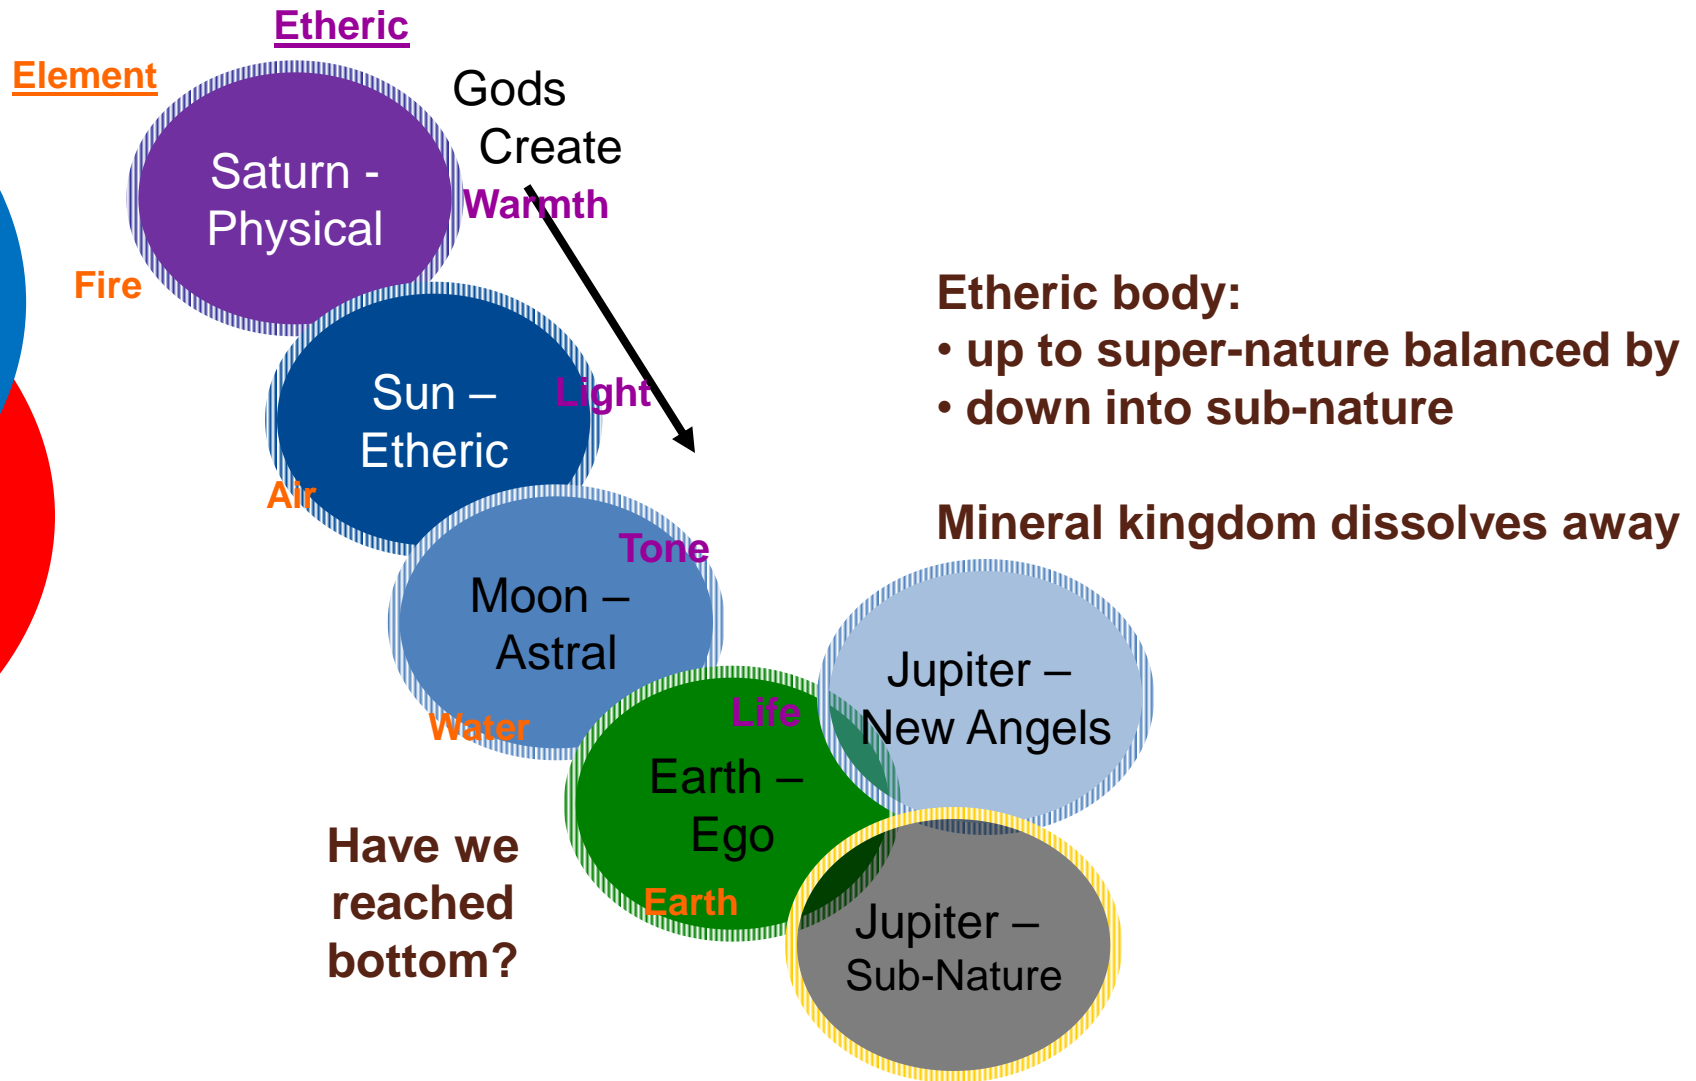 Etheric
Element
Gods
Create
Saturn -
Physical
Warmth
Fire
Sun –
Etheric
Light
Air
Etheric body:
• up to super-nature balanced by
• down into sub-nature
Mineral kingdom dissolves away
Tone
Moon –
Astral
Water
Life
Earth –
Ego
Earth
Jupiter –
New Angels
Have we
reached
bottom?
Jupiter –
Sub-Nature